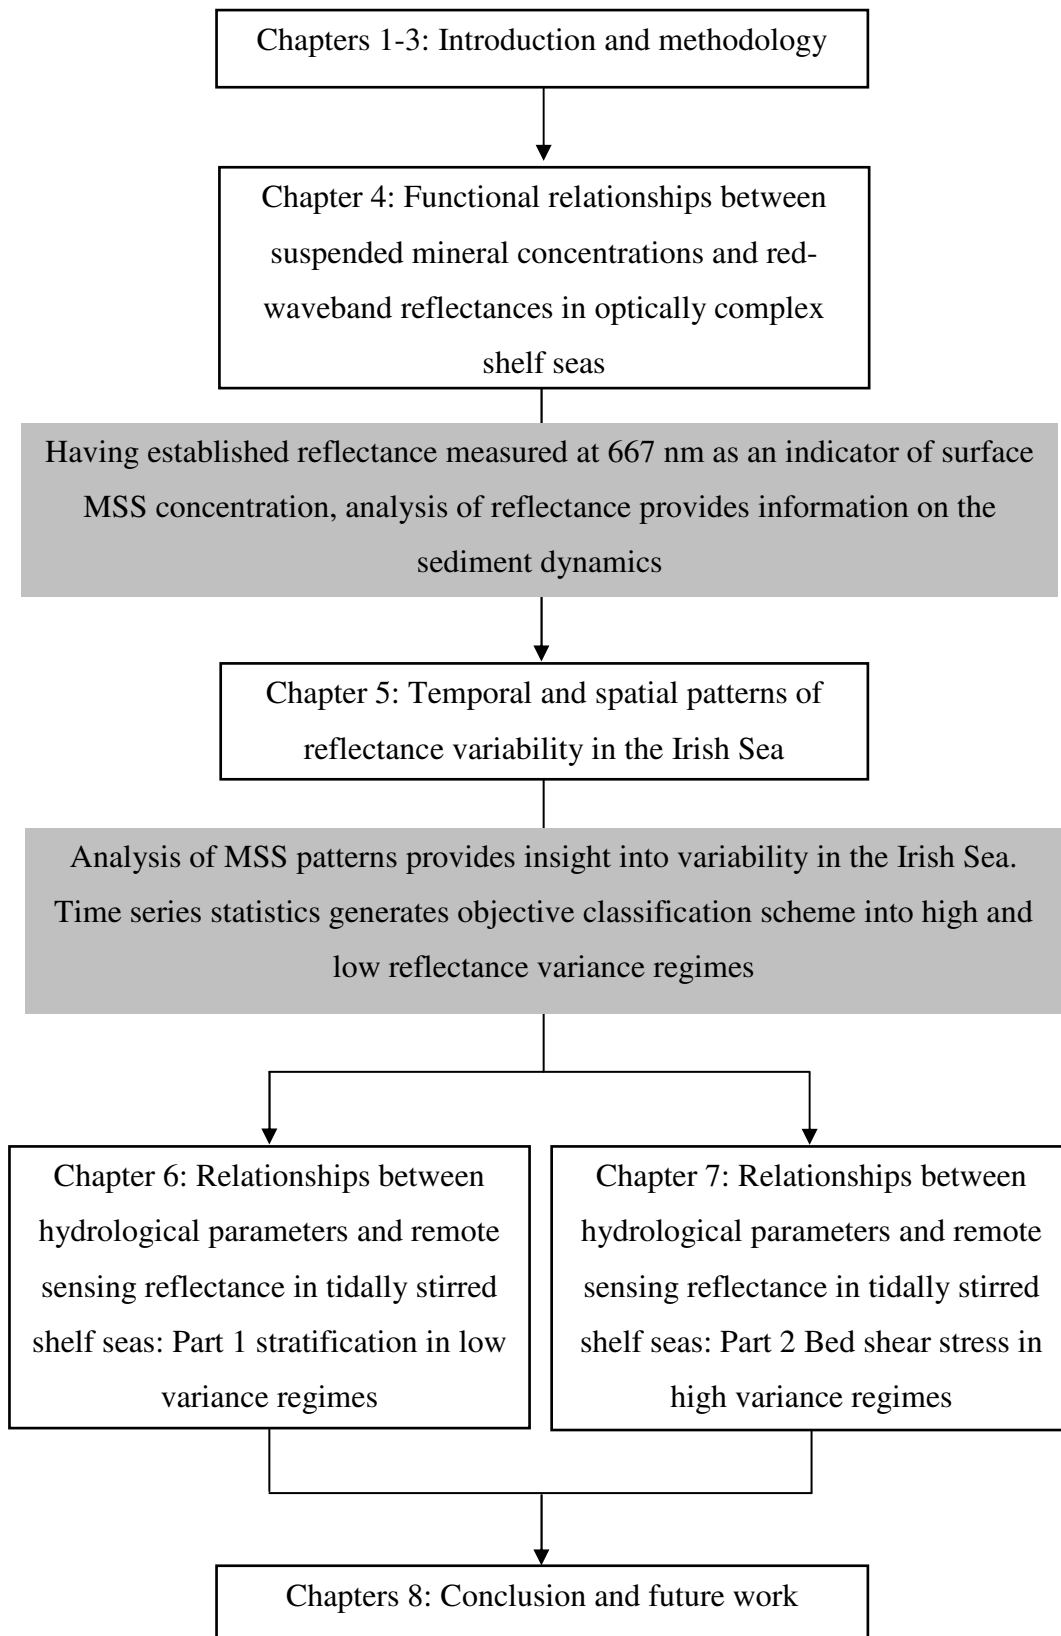 Chapters 1-3: Introduction and methodology
Chapter 4: Functional relationships between
suspended mineral concentrations and red-
waveband reflectances in optically complex
shelf seas
Having established reflectance measured at 667 nm as an indicator of surface
MSS concentration, analysis of reflectance provides information on the
sediment dynamics
Chapter 5: Temporal and spatial patterns of
reflectance variability in the Irish Sea
Analysis of MSS patterns provides insight into variability in the Irish Sea.
Time series statistics generates objective classification scheme into high and
low reflectance variance regimes
Chapter 6: Relationships between
hydrological parameters and remote
sensing reflectance in tidally stirred
shelf seas: Part 1 stratification in low
variance regimes
Chapter 7: Relationships between
hydrological parameters and remote
sensing reflectance in tidally stirred
shelf seas: Part 2 Bed shear stress in
high variance regimes
Chapters 8: Conclusion and future work